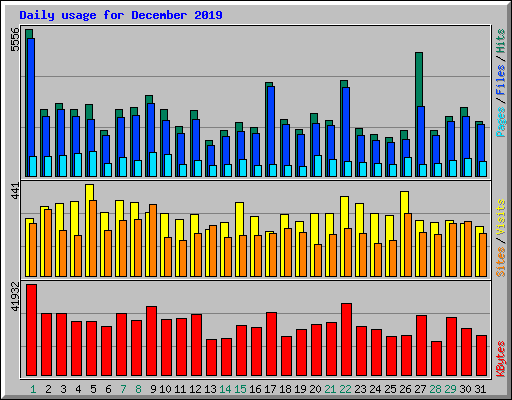 Daily usage for December 2019
5556
Pages / Files / Hits
441
Sites / Visits
41932
KBytes
1 2 3 4 5 6 7 8 9 10 11 12 13 14 15 16 17 18 19 20 21 22 23 24 25 26 27 28 29 30 31